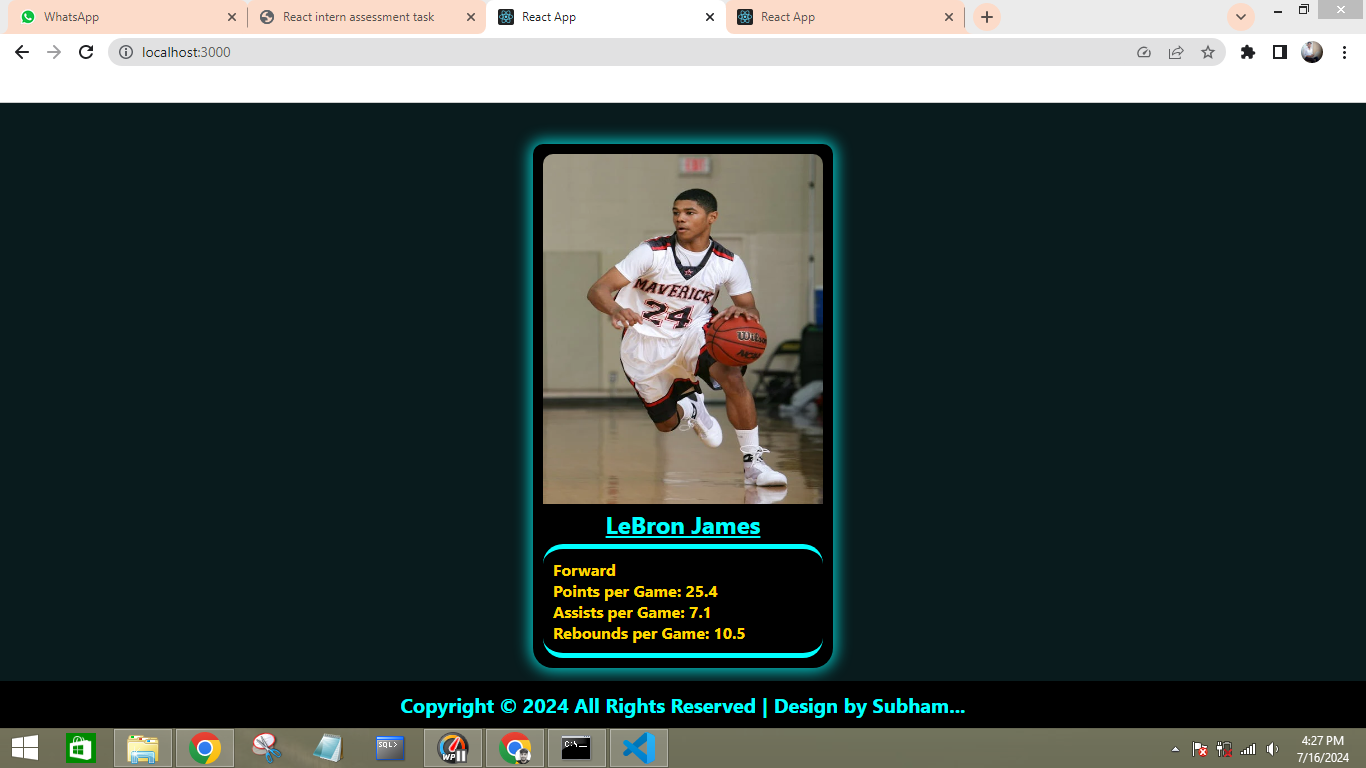 WhatsApp
React intern assessment task
React App
React App
localhost:3000
EXIT
MAVERICK
24
Wilson
LeBron James
Forward
Points per Game: 25.4
Assists per Game: 7.1
Rebounds per Game: 10.5
Copyright © 2024 All Rights Reserved | Design by Subham...
SQL>
WP
C:\
4:27 PM
7/16/2024